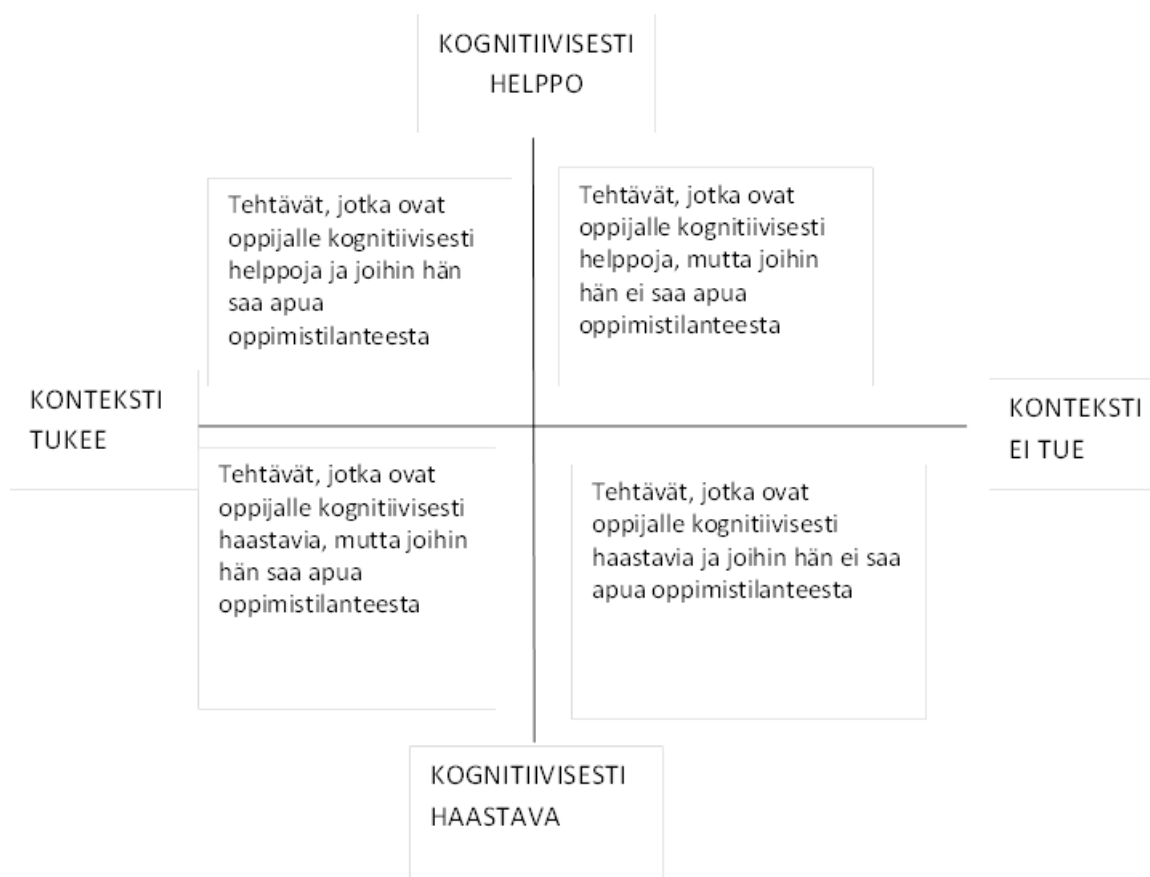 KOGNITIIVISESTI
HELPPO
Tehtävät, jotka ovat
oppijalle kognitiivisesti
helppoja ja joihin hän
saa apua
oppimistilanteesta
Tehtävät, jotka ovat
oppijalle kognitiivisesti
helppoja, mutta joihin
hän ei saa apua
oppimistilanteesta
KONTEKSTI
TUKEE
KONTEKSTI
EI TUE
Tehtävät, jotka ovat
oppijalle kognitiivisesti
haastavia, mutta joihin
hän saa apua
oppimistilanteesta
Tehtävät, jotka ovat
oppijalle kognitiivisesti
haastavia ja joihin hän ei saa
apua oppimistilanteesta
KOGNITIIVISESTI
HAASTAVA